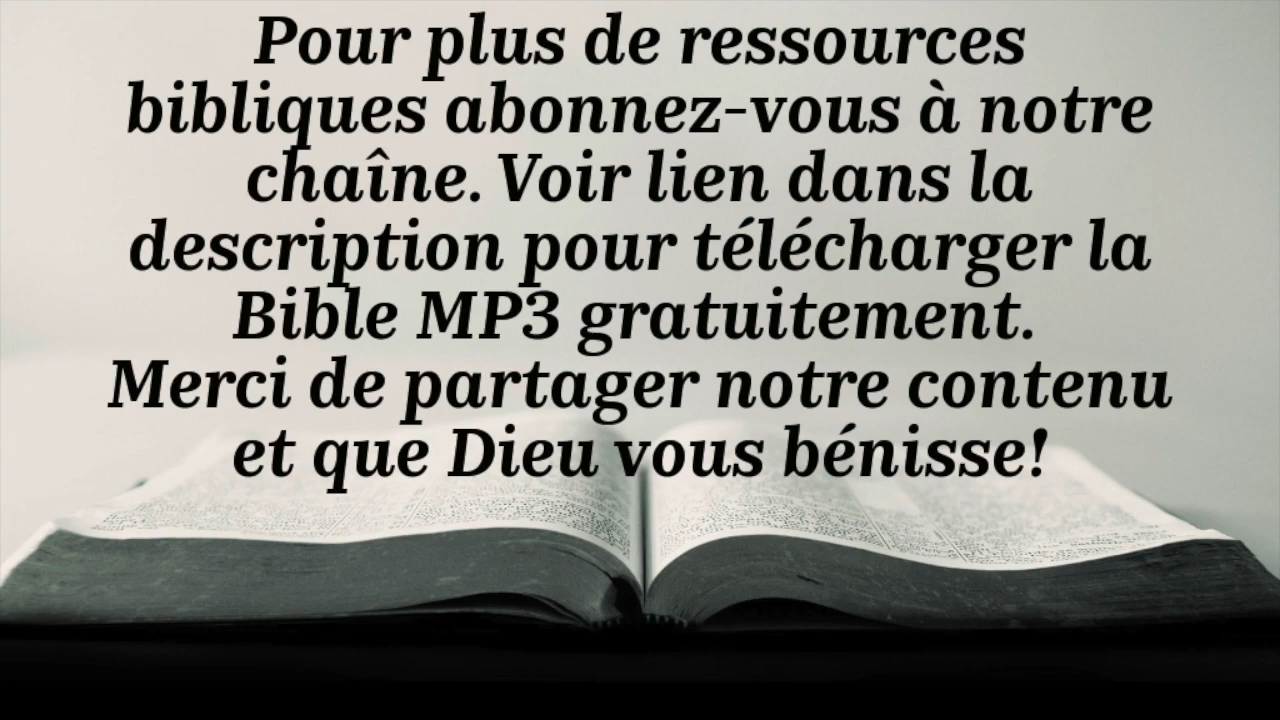 Pour plus de ressources
bibliques abonnez-vous à notre
chaîne. Voir lien dans la
description pour télécharger la
Bible MP3 gratuitement.
Merci de partager notre contenu
et que Dieu vous bénisse!